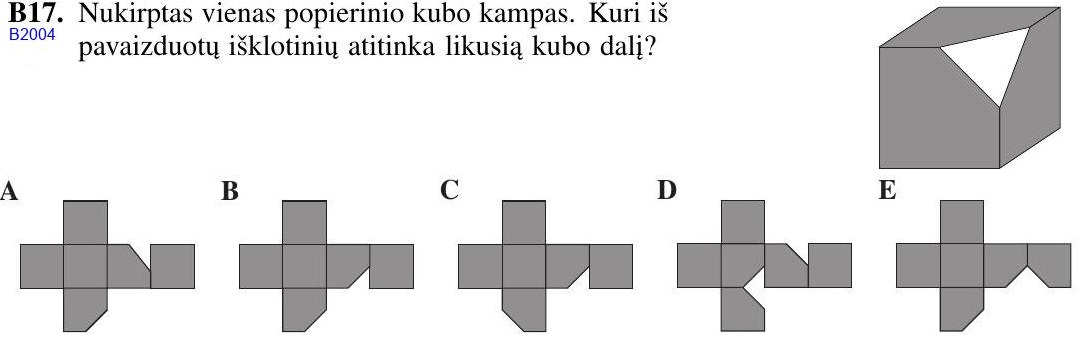 B17. Nukirptas vienas popierinio kubo kampas. Kuri iš
B2004
pavaizduotų išklotinių atitinka likusią kubo dalį?
A B C D E